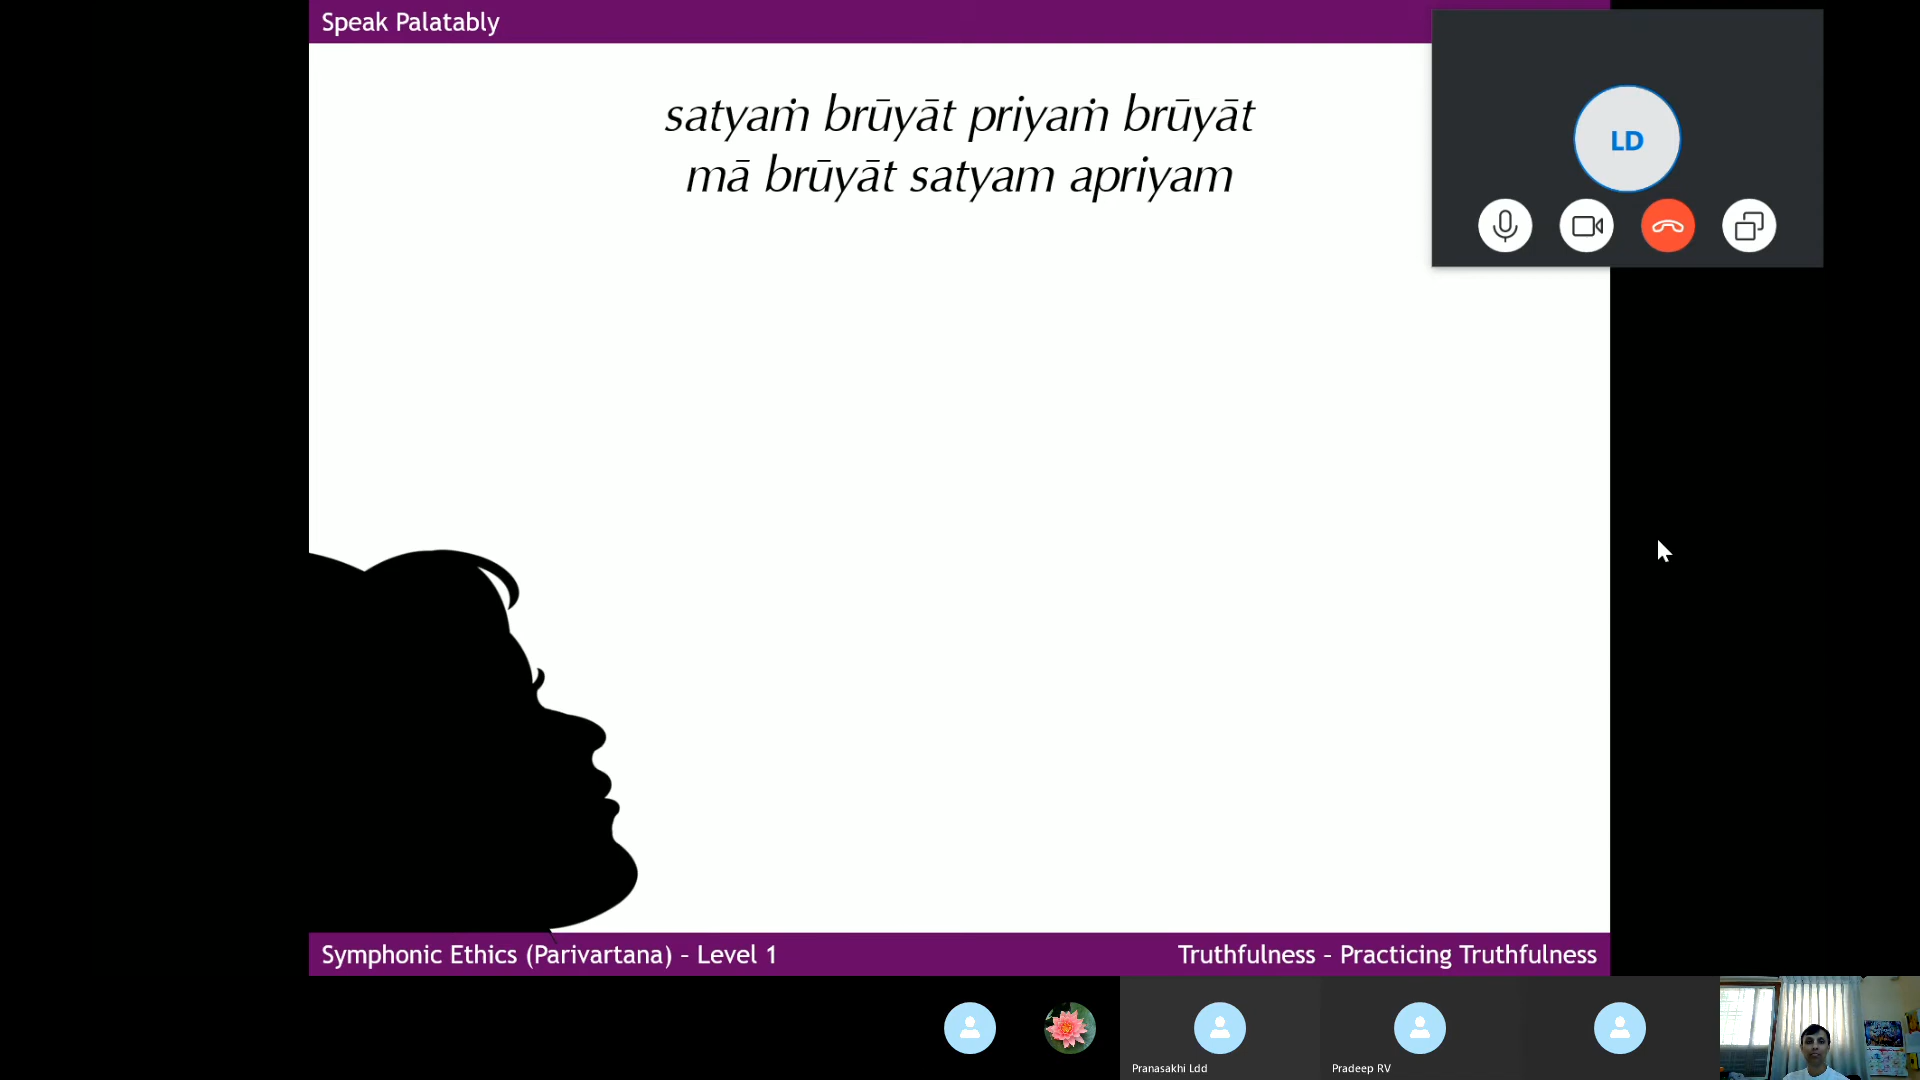 Speak Palatably
satyaṁ brūyāt priyaṁ brūyāt
mā brūyāt satyam apriyam
LD
Symphonic Ethics (Parivartana) – Level 1
Truthfulness – Practicing Truthfulness
Pranasakhi Ldd
Pradeep RV